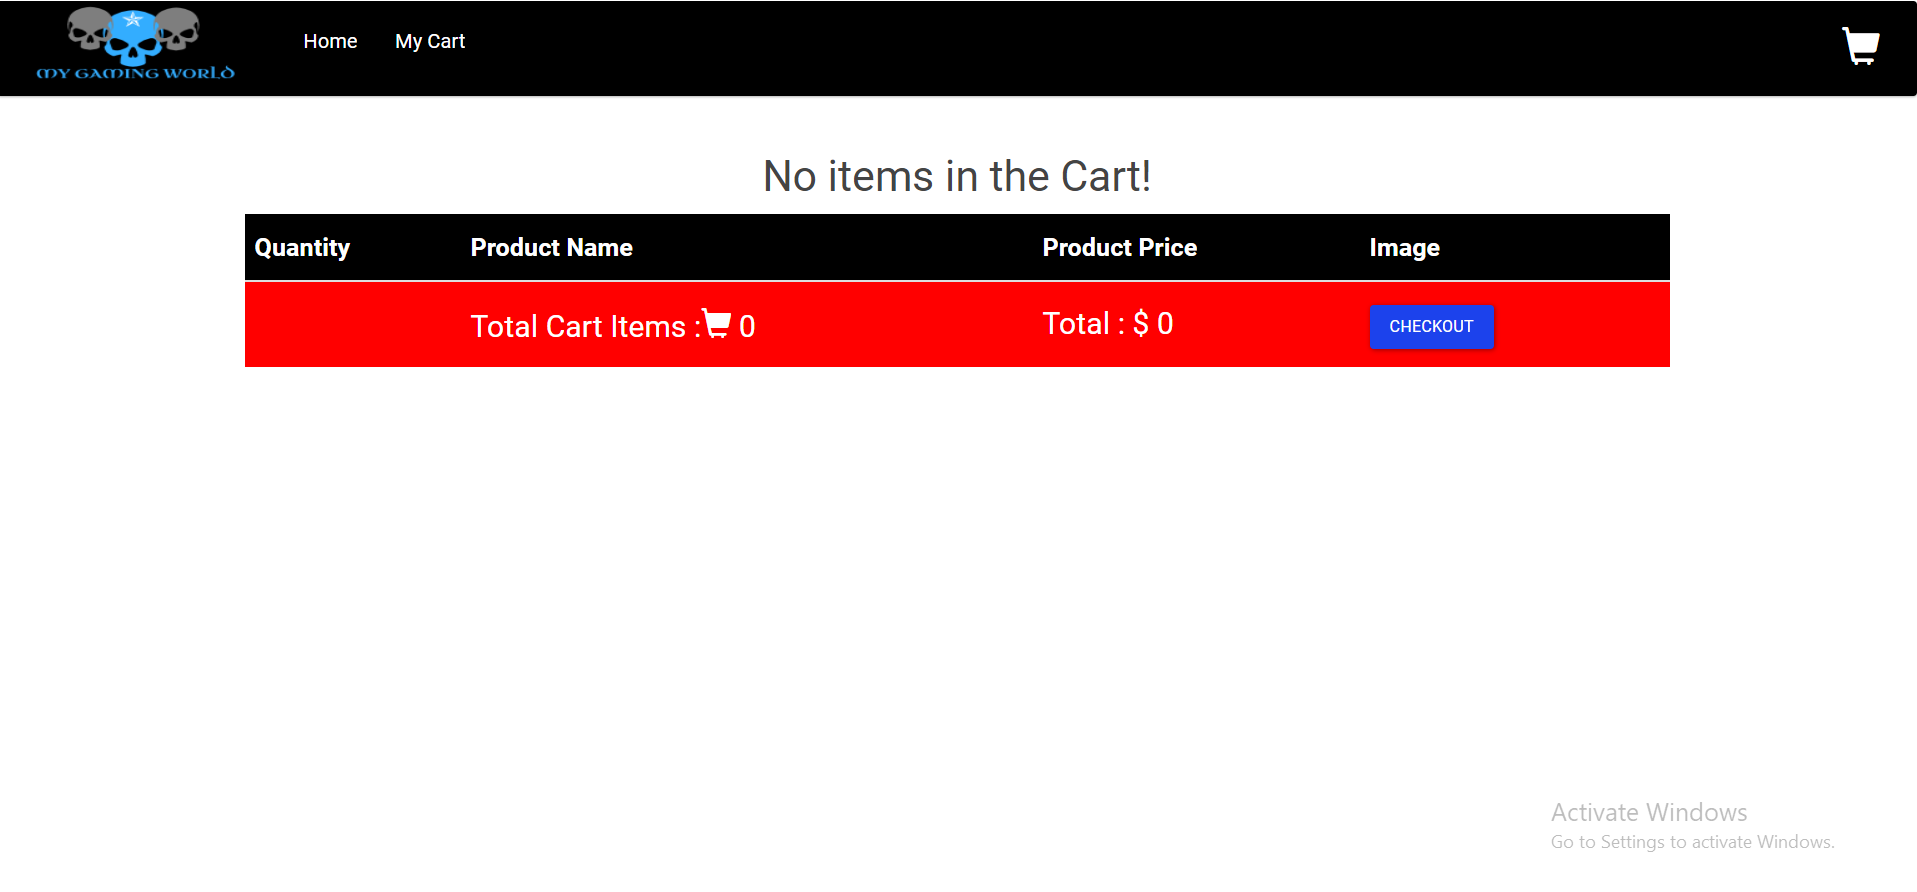 MY GAMING WORLD
Home My Cart
No items in the Cart!
Quantity Product Name Product Price Image
Total Cart Items : 0 Total : $ 0 CHECKOUT
Activate Windows
Go to Settings to activate Windows.